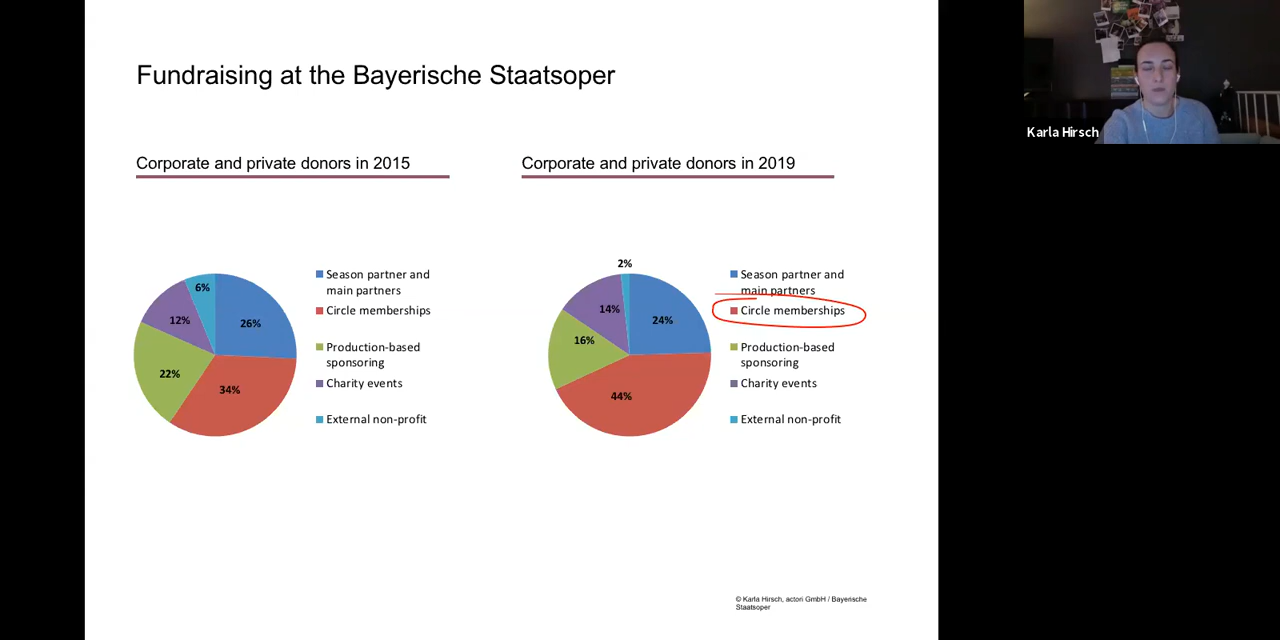 Fundraising at the Bayerische Staatsoper
Karla Hirsch
Corporate and private donors in 2015
26%
34%
22%
12%
6%
Season partner and
main partners
Circle memberships
Production-based
sponsoring
Charity events
External non-profit
Corporate and private donors in 2019
2%
24%
44%
16%
14%
Season partner and
main partners
Circle memberships
Production-based
sponsoring
Charity events
External non-profit
© Karla Hirsch, actori GmbH / Bayerische
Staatsoper